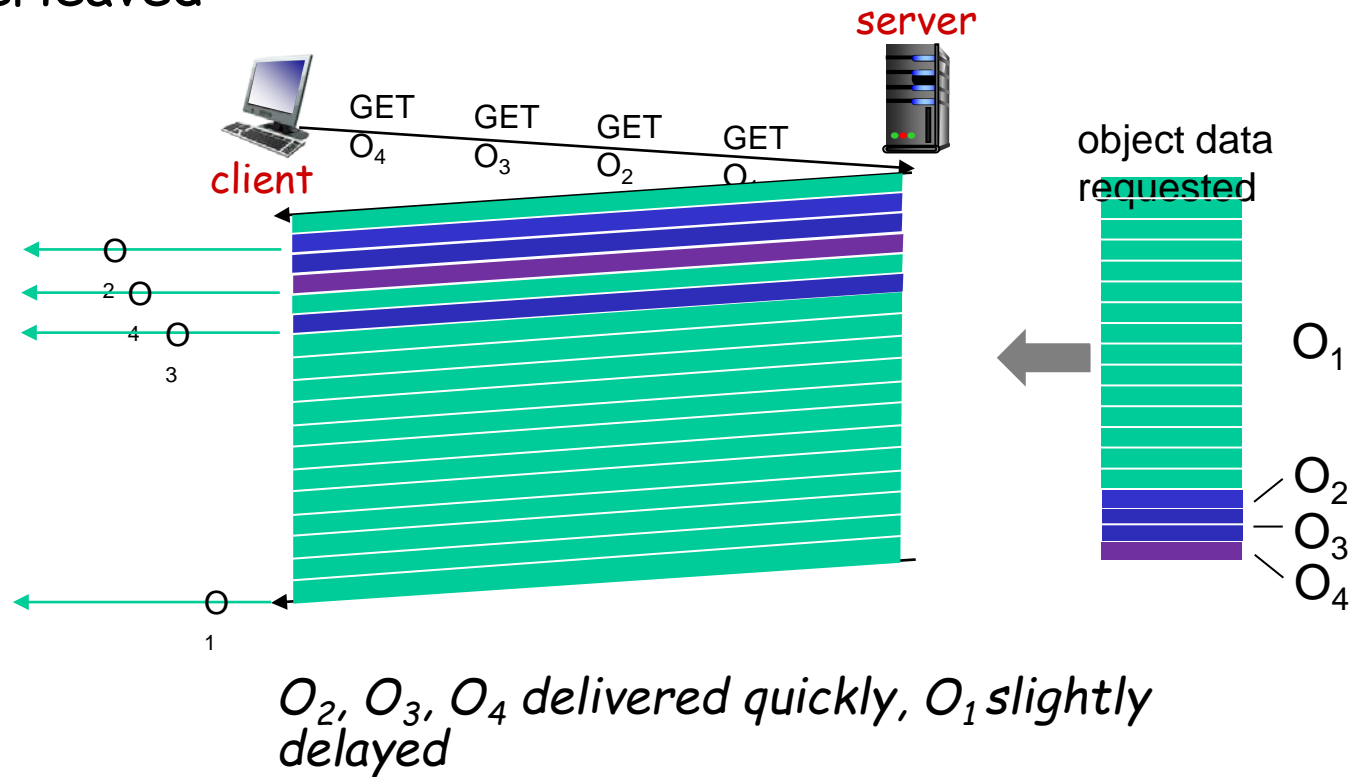 server
GET
O4
GET
O3
GET
O2
GET
client
object data
requested
O
2
O
4
O
3
O1
O2
O3
O4
O
1
O2, O3, O4 delivered quickly, O1 slightly
delayed